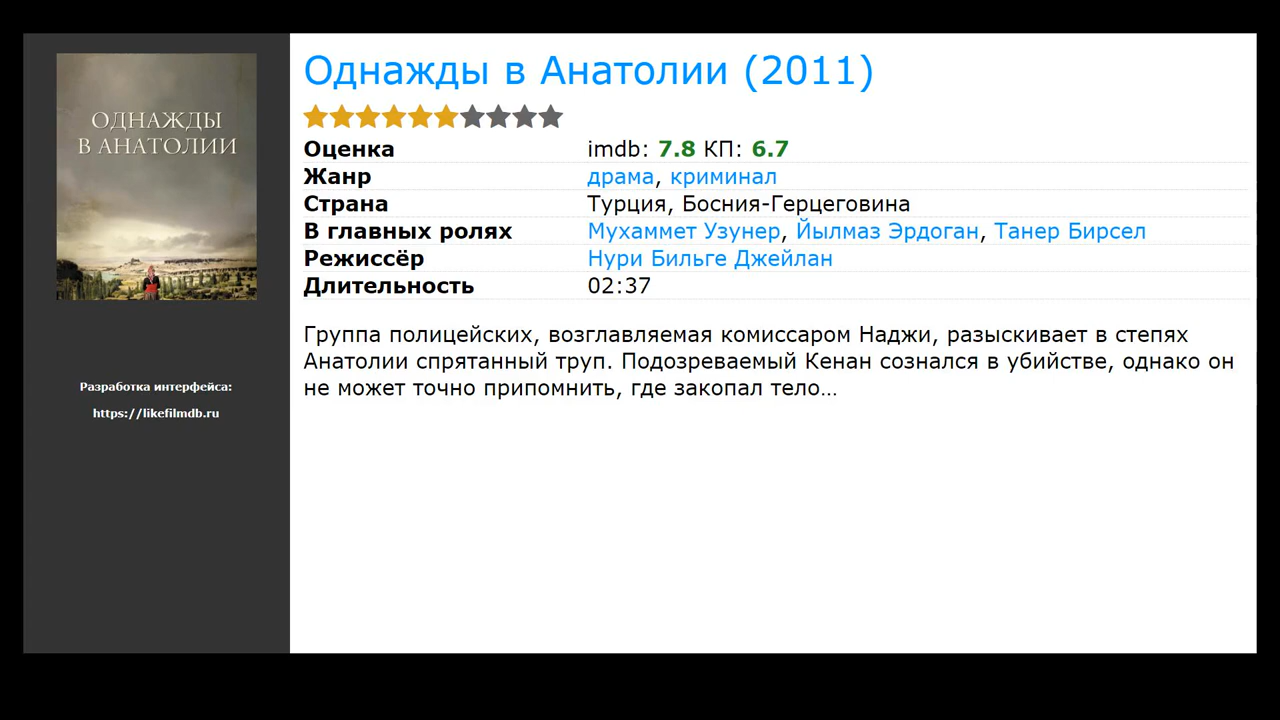 ОДНАЖДЫ
В АНАТОЛИИ
Разработка интерфейса:
https://likefilmdb.ru
Однажды в Анатолии (2011)
Оценка imdb: 7.8 КП: 6.7
Жанр драма, криминал
Страна Турция, Босния-Герцеговина
В главных ролях Мухаммет Узунер, Йылмаз Эрдоган, Танер Бирсел
Режиссёр Нури Бильге Джейлан
Длительность 02:37
Группа полицейских, возглавляемая комиссаром Наджи, разыскивает в степях
Анатолии спрятанный труп. Подозреваемый Кенан сознался в убийстве, однако он
не может точно припомнить, где закопал тело…